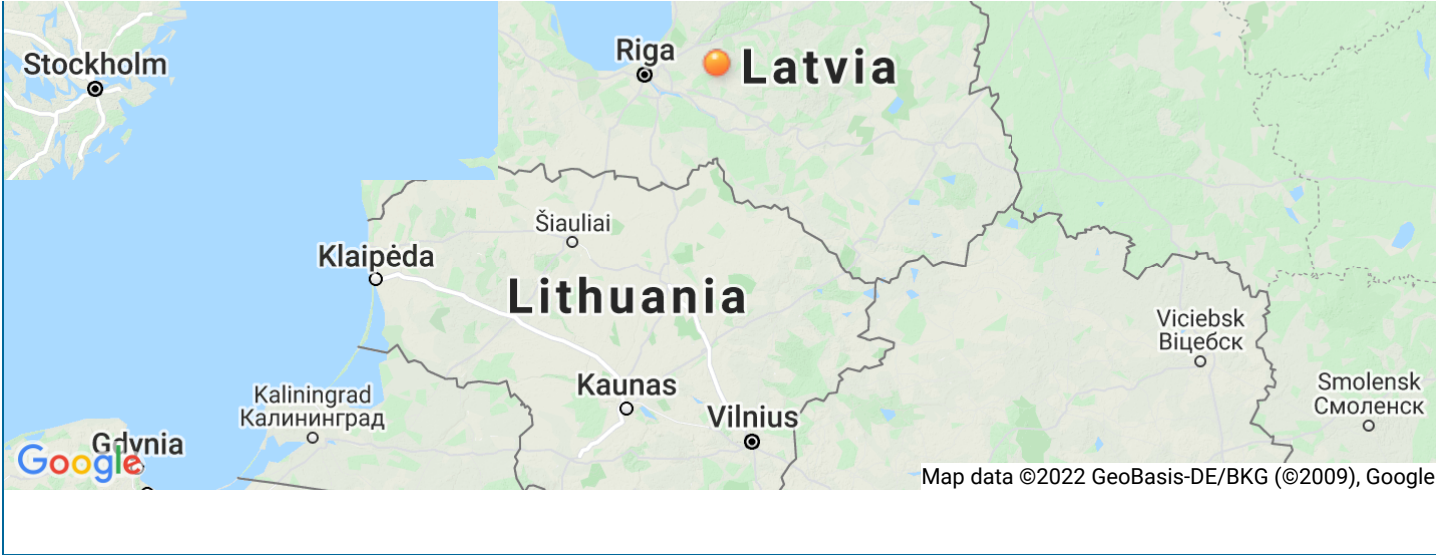 Stockholm
Riga
Latvia
Šiauliai
Klaipėda
Lithuania
Viciebsk
Віцебск
Kaliningrad
Калининград
Kaunas
Smolensk
Смоленск
Vilnius
Gdynia
Google
Map data ©2022 GeoBasis-DE/BKG (©2009), Google